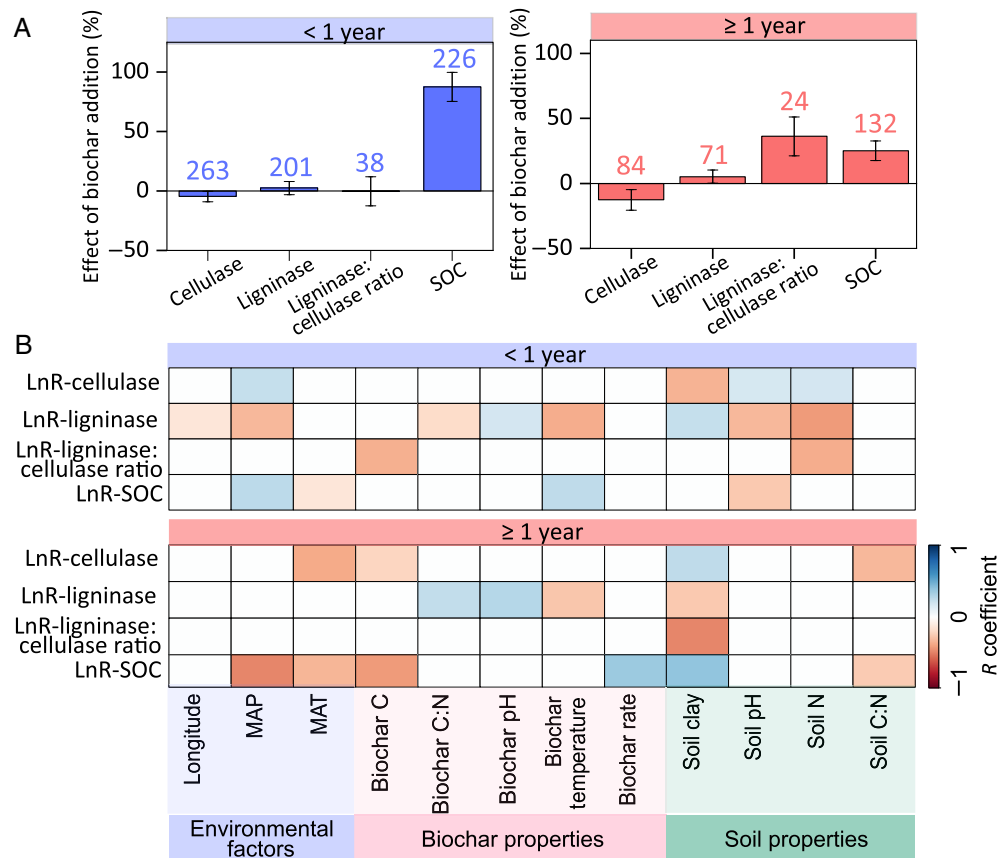 A
Effect of biochar addition (%)
< 1 year
100
50
0
−50
263
201
38
226
Cellulase
Ligninase
Ligninase:
cellulase ratio
SOC
Effect of biochar addition (%)
≥ 1 year
100
50
0
−50
84
71
24
132
Cellulase
Ligninase
Ligninase:
cellulase ratio
SOC
B
< 1 year
LnR-cellulase
LnR-ligninase
LnR-ligninase:
cellulase ratio
LnR-SOC
≥ 1 year
LnR-cellulase
LnR-ligninase
LnR-ligninase:
cellulase ratio
LnR-SOC
1
0
−1
R coefficient
Longitude
MAP
MAT
Biochar C
Biochar C:N
Biochar pH
Biochar
temperature
Biochar rate
Soil clay
Soil pH
Soil N
Soil C:N
Environmental
factors
Biochar properties
Soil properties